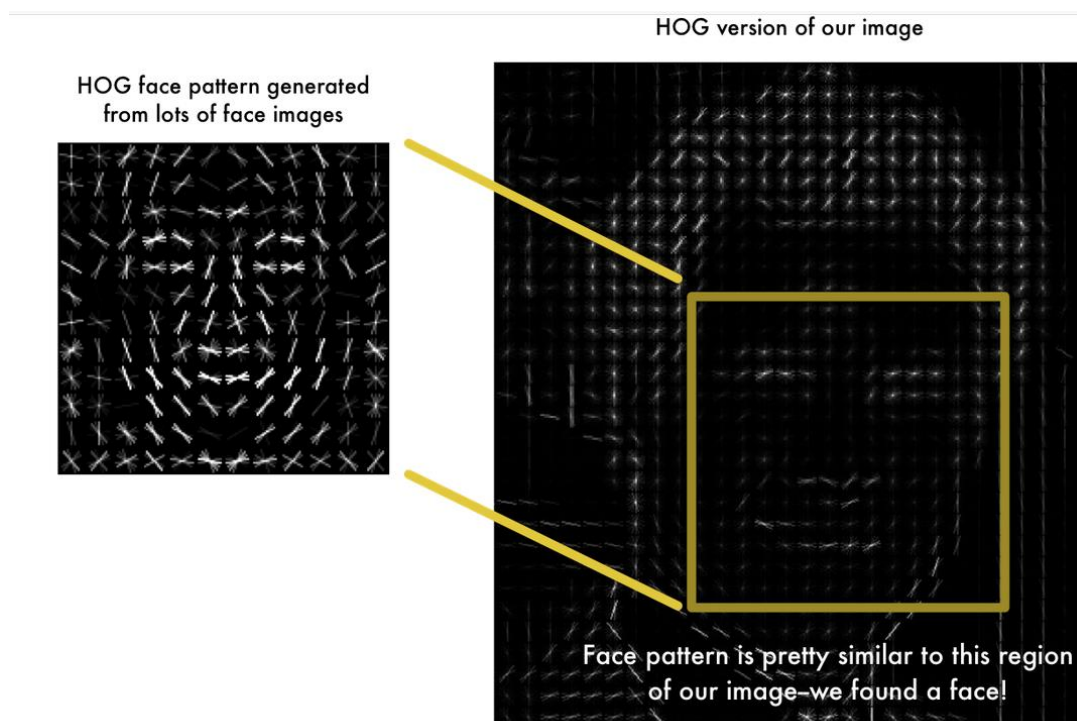 HOG version of our image
HOG face pattern generated
from lots of face images
Face pattern is pretty similar to this region
of our image–we found a face!